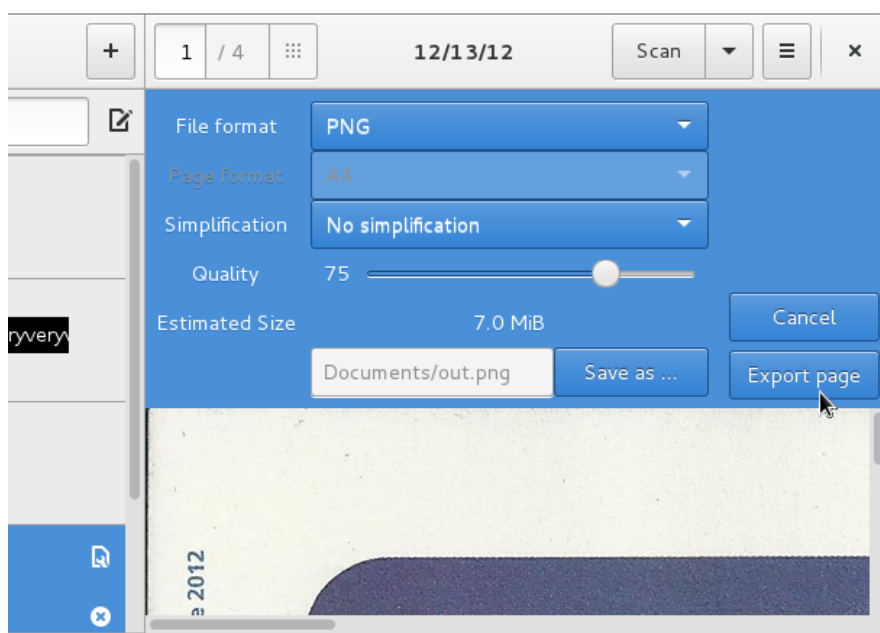 +
1 / 4
12/13/12
Scan
File format PNG
Page format A4
Simplification No simplification
Quality 75
Estimated Size 7.0 MiB
Cancel
Documents/out.png Save as ...
Export page
2012